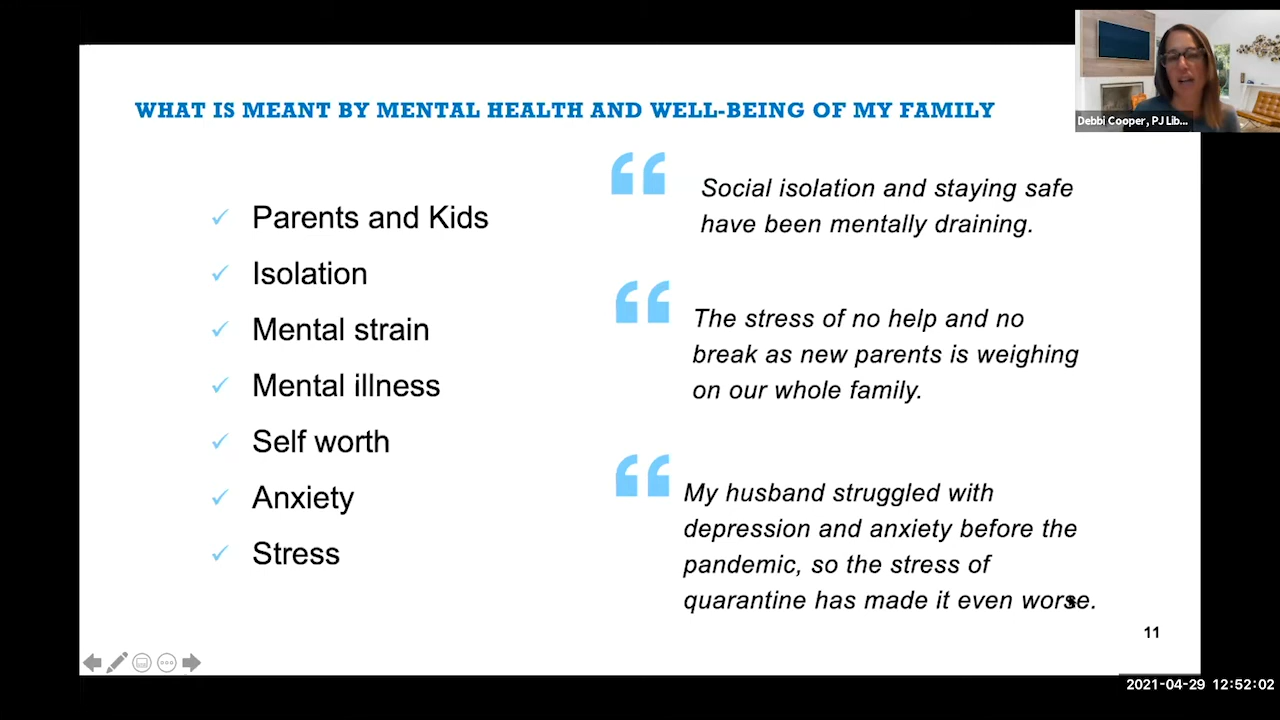 WHAT IS MEANT BY MENTAL HEALTH AND WELL-BEING OF MY FAMILY
Parents and Kids
Isolation
Mental strain
Mental illness
Self worth
Anxiety
Stress
Social isolation and staying safe
have been mentally draining.
The stress of no help and no
break as new parents is weighing
on our whole family.
My husband struggled with
depression and anxiety before the
pandemic, so the stress of
quarantine has made it even worse.
11
Debbi Cooper, PJ Lib...
2021-04-29 12:52:02